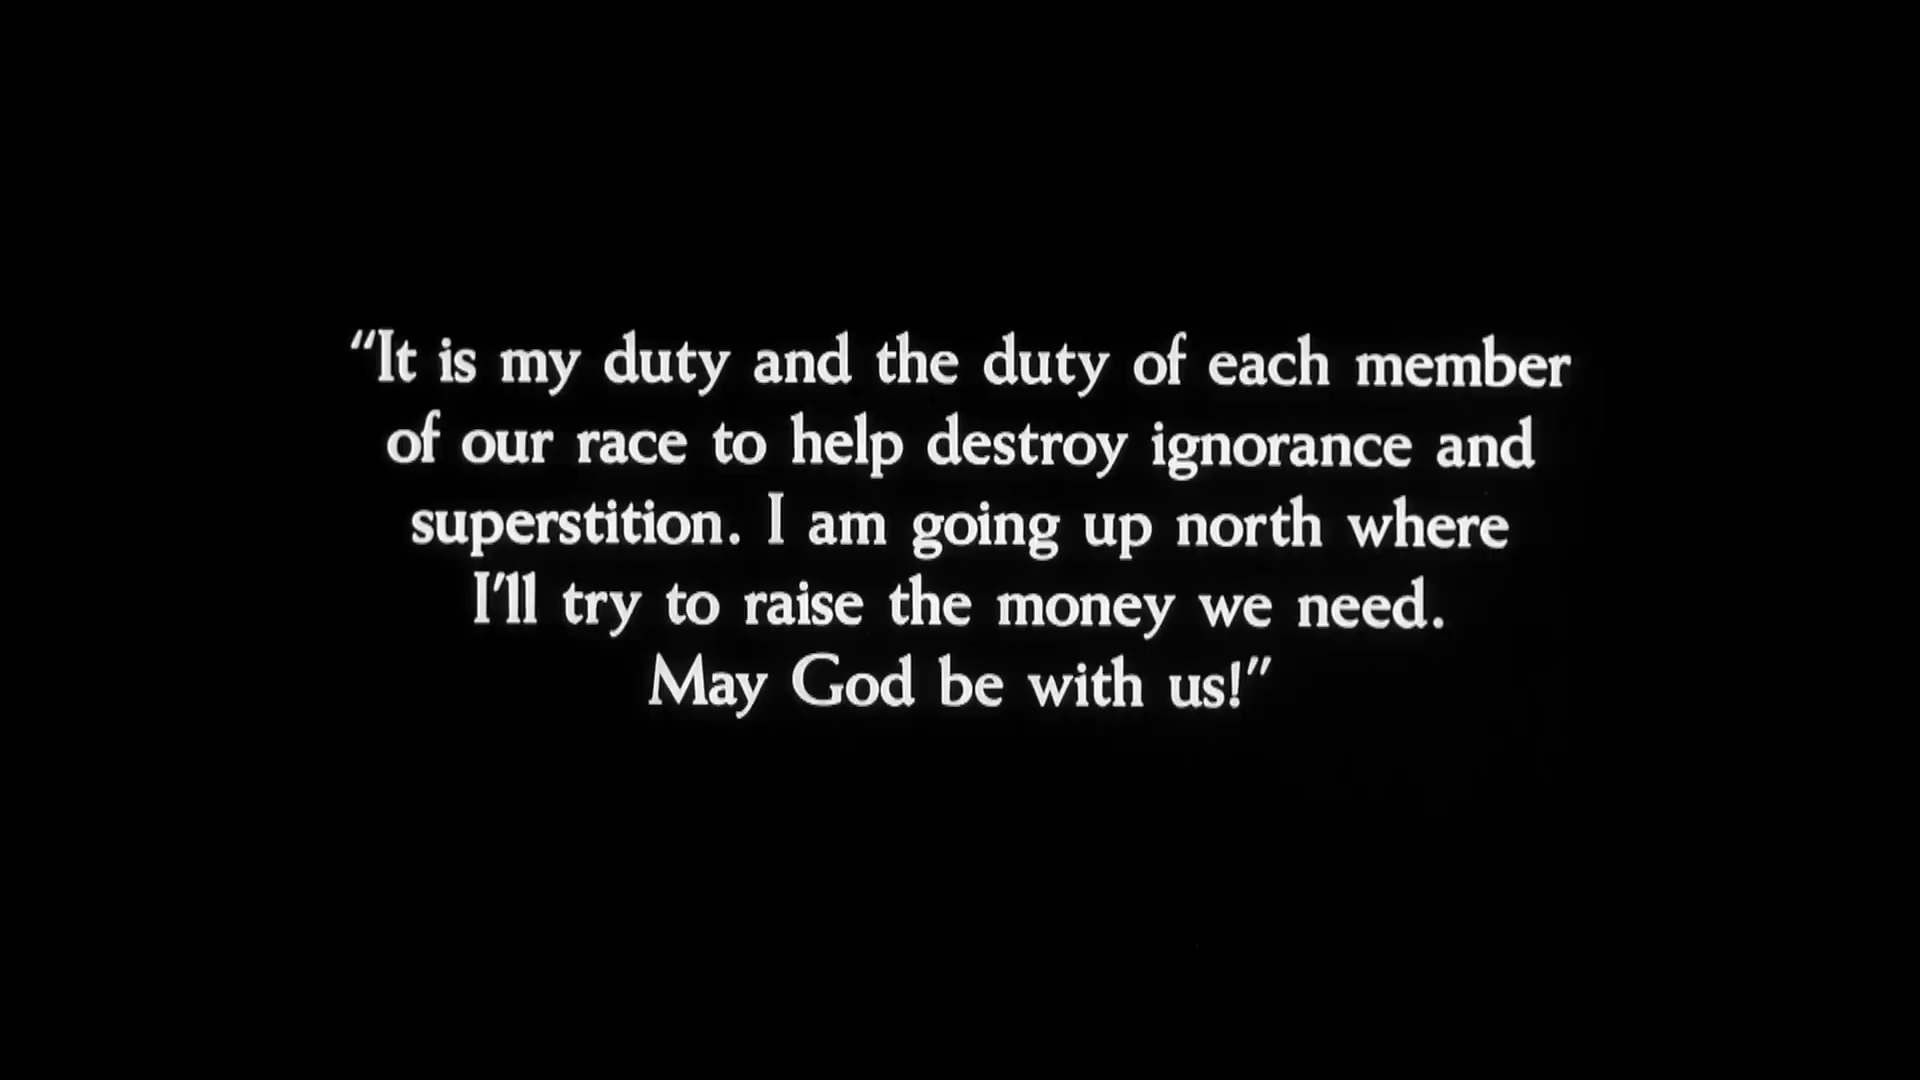 “It is my duty and the duty of each member
of our race to help destroy ignorance and
superstition. I am going up north where
I'll try to raise the money we need.
May God be with us!”